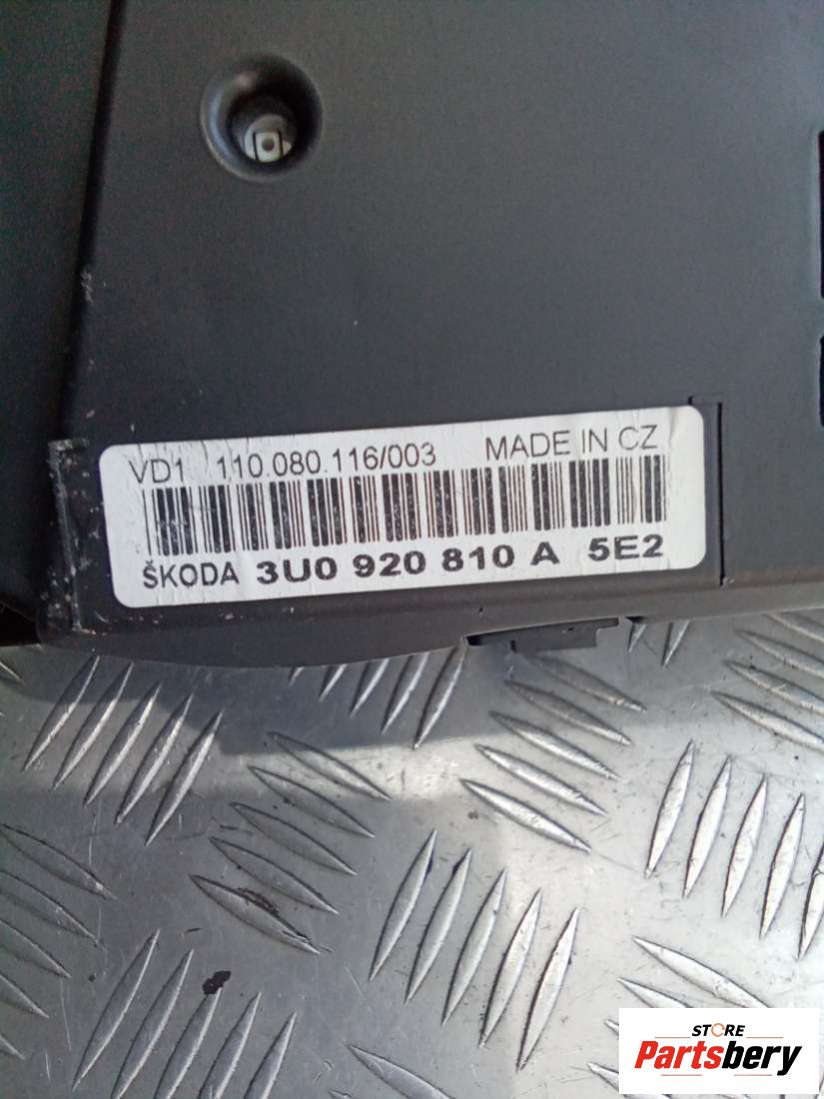 VD1 110.080.116/003 MADE IN CZ
ŠKODA 3U0 920 810 A 5E2
STORE
Partsbery